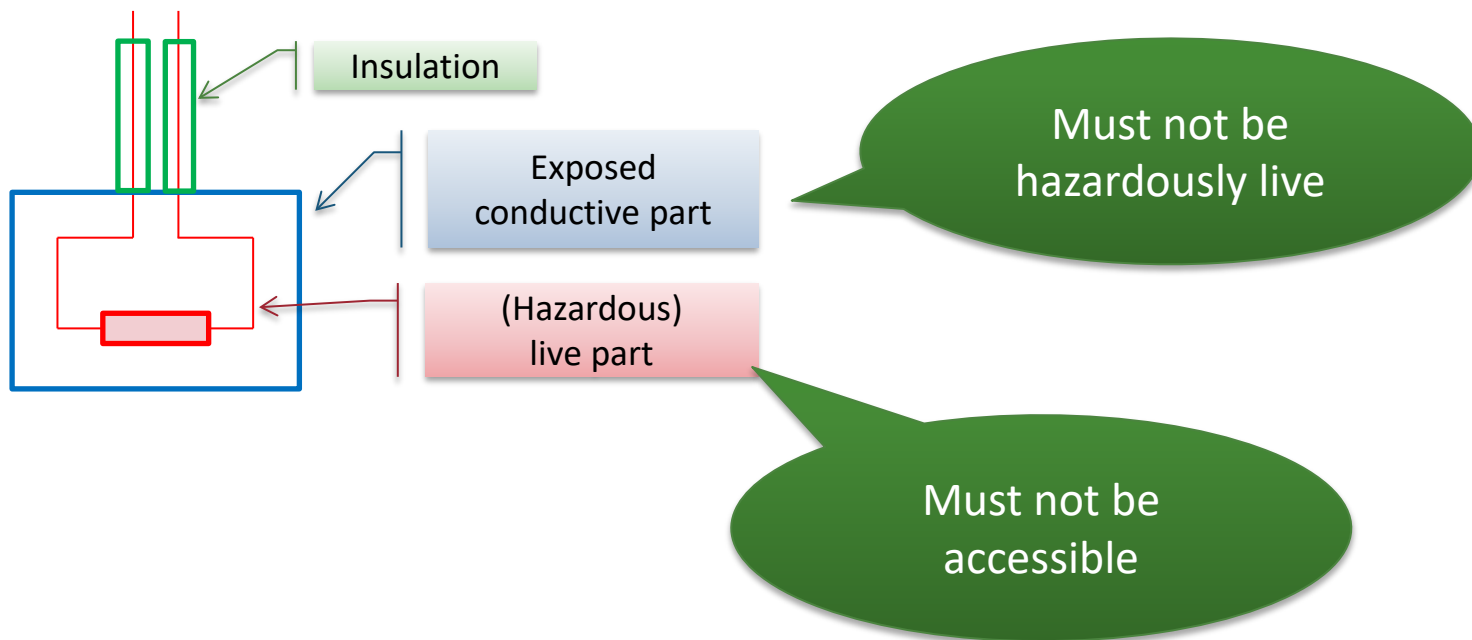 Insulation
Exposed
conductive part
(Hazardous)
live part
Must not be
hazardously live
Must not be
accessible